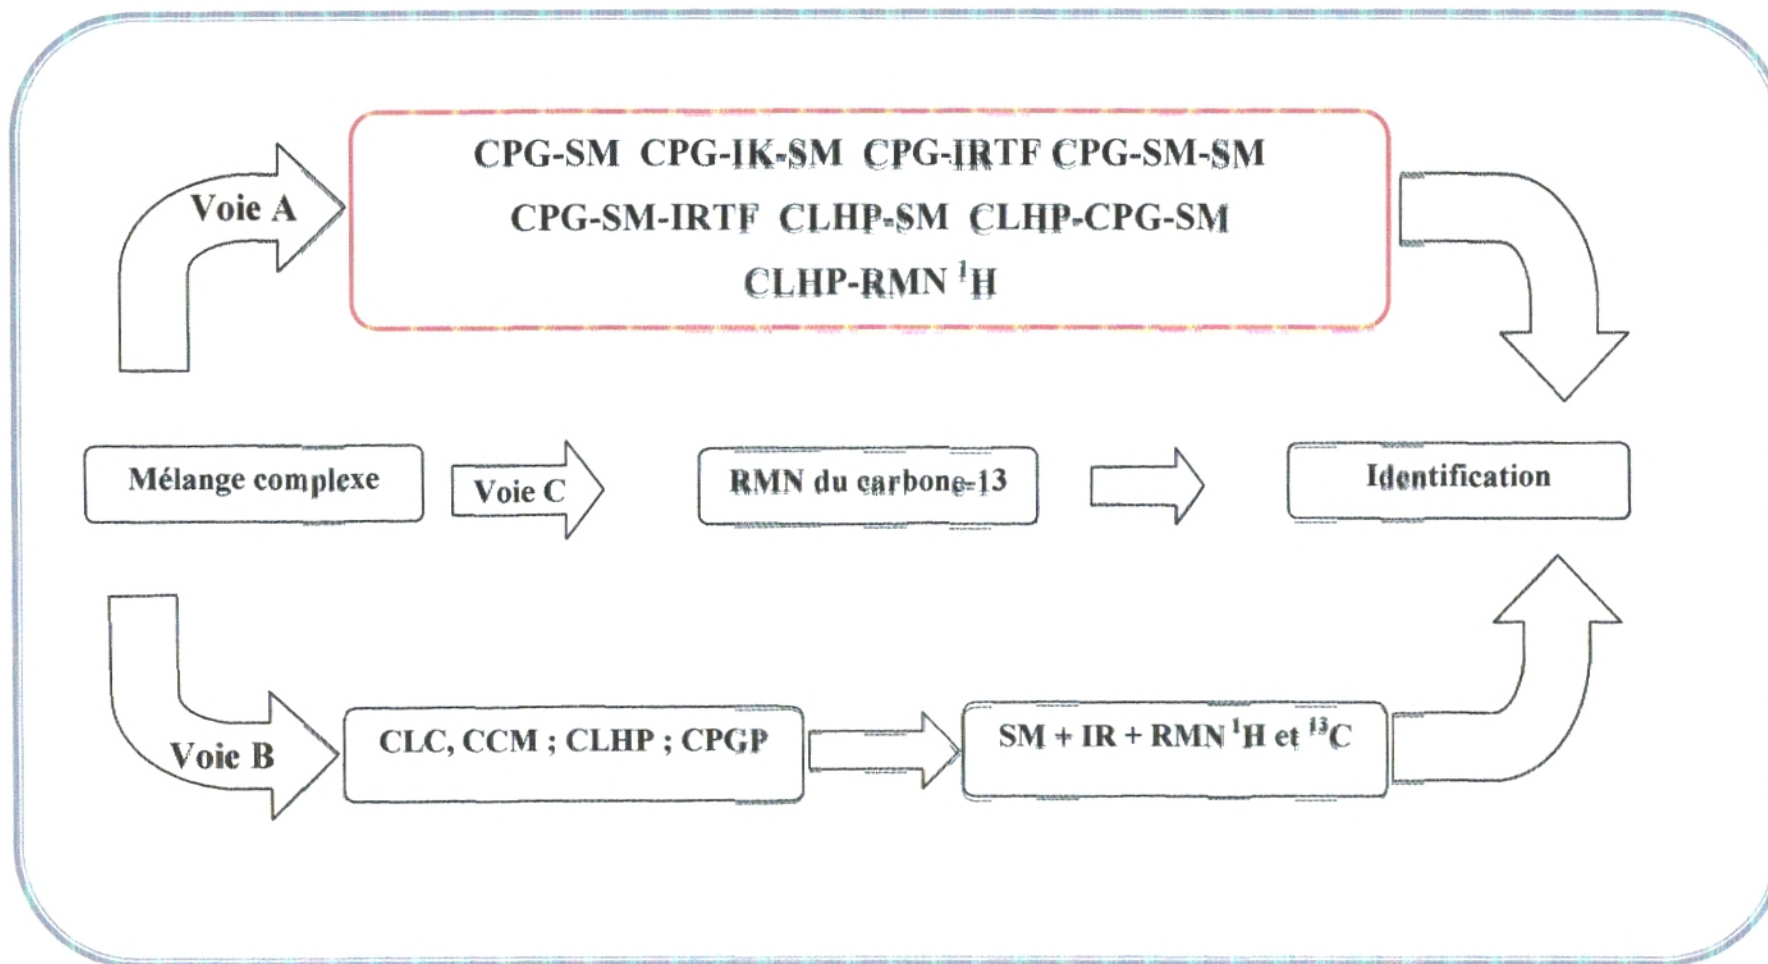 CPG-SM CPG-IK-SM CPG-IRTF CPG-SM-SM
Voie A
CPG-SM-IRTF CLHP-SM CLHP-CPG-SM
CLHP-RMN ¹H
Mélange complexe
Voie C
RMN du carbone-13
Identification
Voie B
CLC, CCM ; CLHP ; CPGP
SM + IR + RMN ¹H et ¹³C